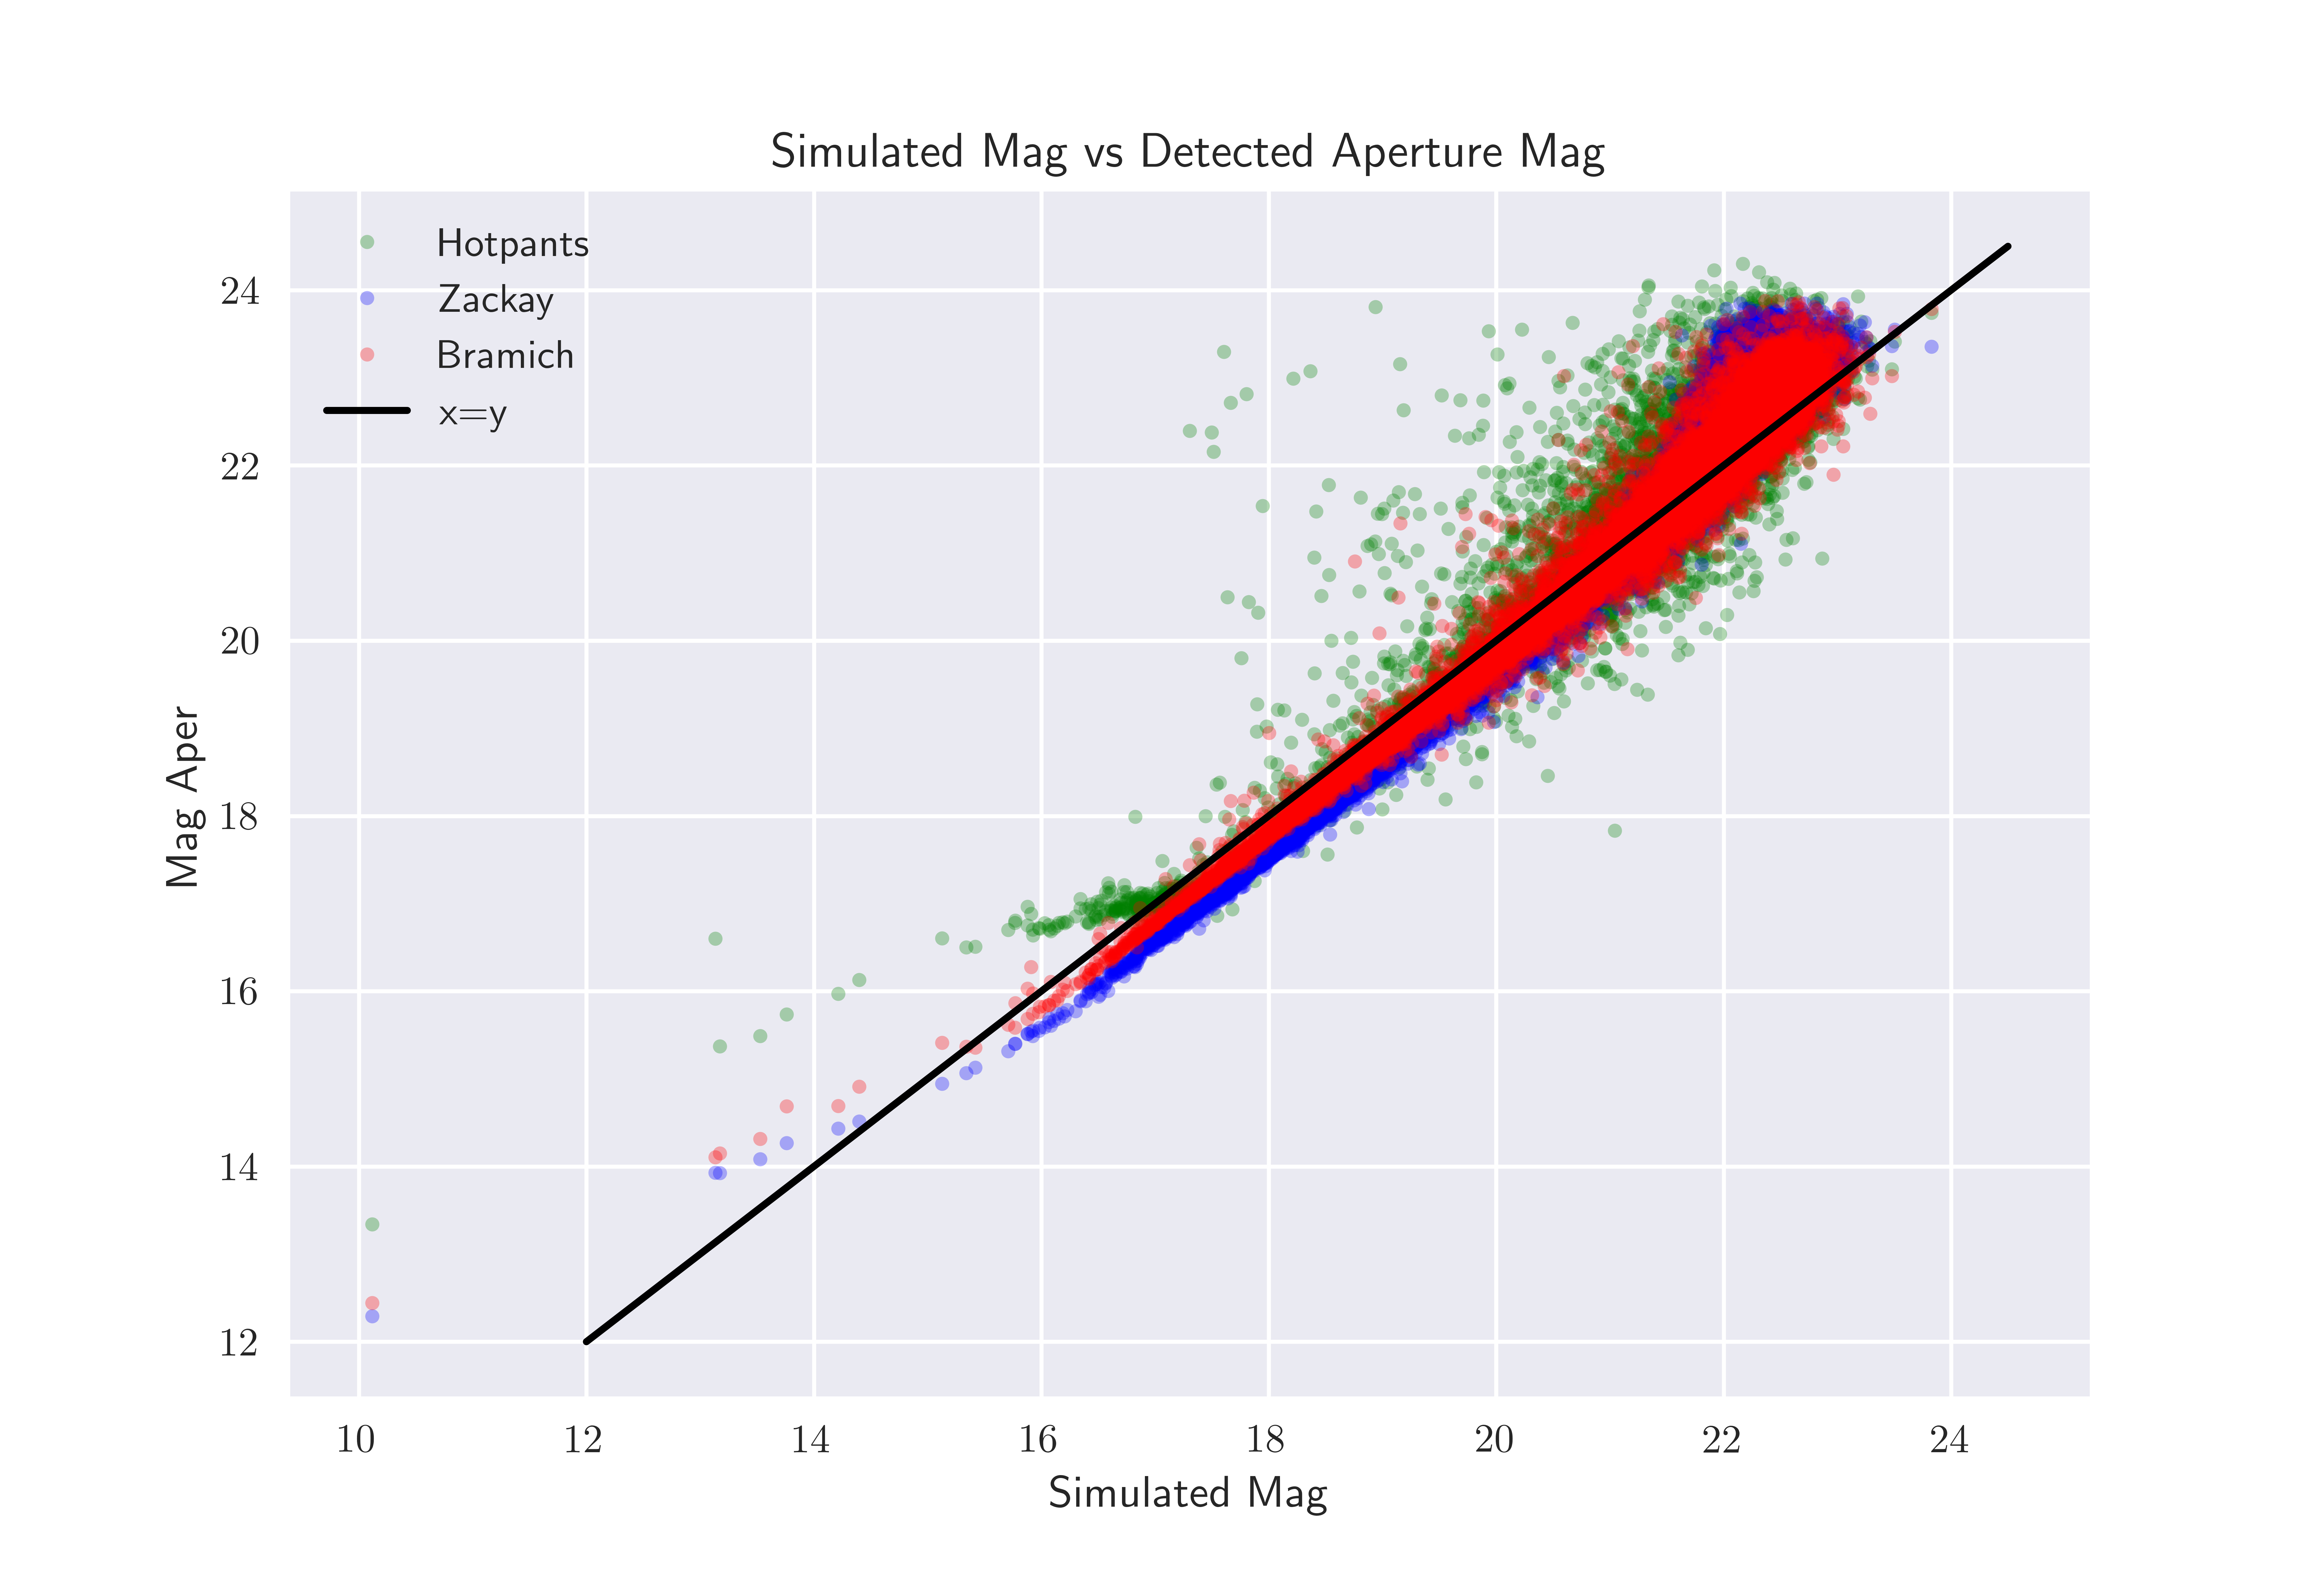 Simulated Mag vs Detected Aperture Mag
Hotpants
Zackay
Bramich
x=y
24
22
20
18
16
14
12
Mag Aper
10 12 14 16 18 20 22 24
Simulated Mag